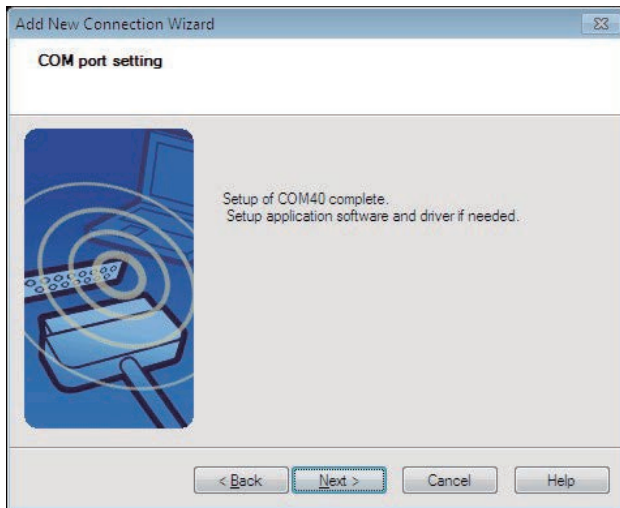 Add New Connection Wizard
COM port setting
Setup of COM40 complete.
Setup application software and driver if needed.
< Back
Next >
Cancel
Help